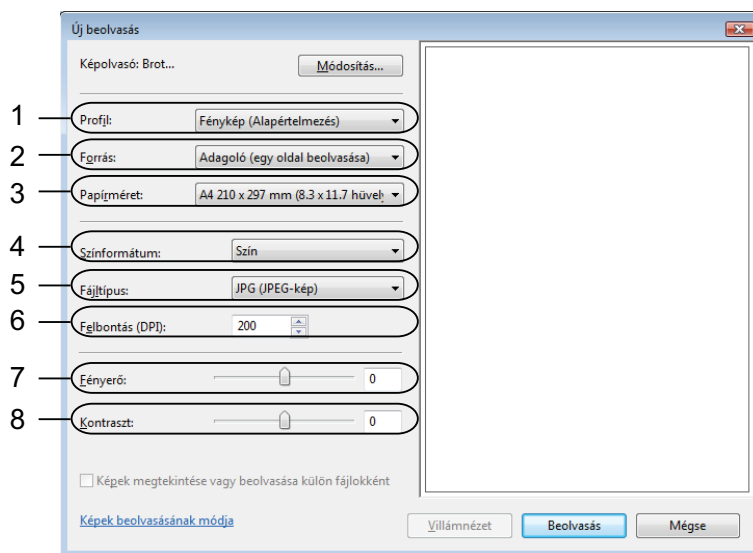 Új beolvasás
Képolvasó: Brot...
Módosítás...
1 Profil: Fénykép (Alapértelmezés)
2 Forrás: Adagoló (egy oldal beolvasása)
3 Papírméret: A4 210 x 297 mm (8.3 x 11.7 hüvely
4 Színformátum: Szín
5 Fájltípus: JPG (JPEG-kép)
6 Felbontás (DPI): 200
7 Fényerő: 0
8 Kontraszt: 0
Képek megtekintése vagy beolvasása külön fájlokként
Képek beolvasásának módja
Villámnézet Beolvasás Mégse